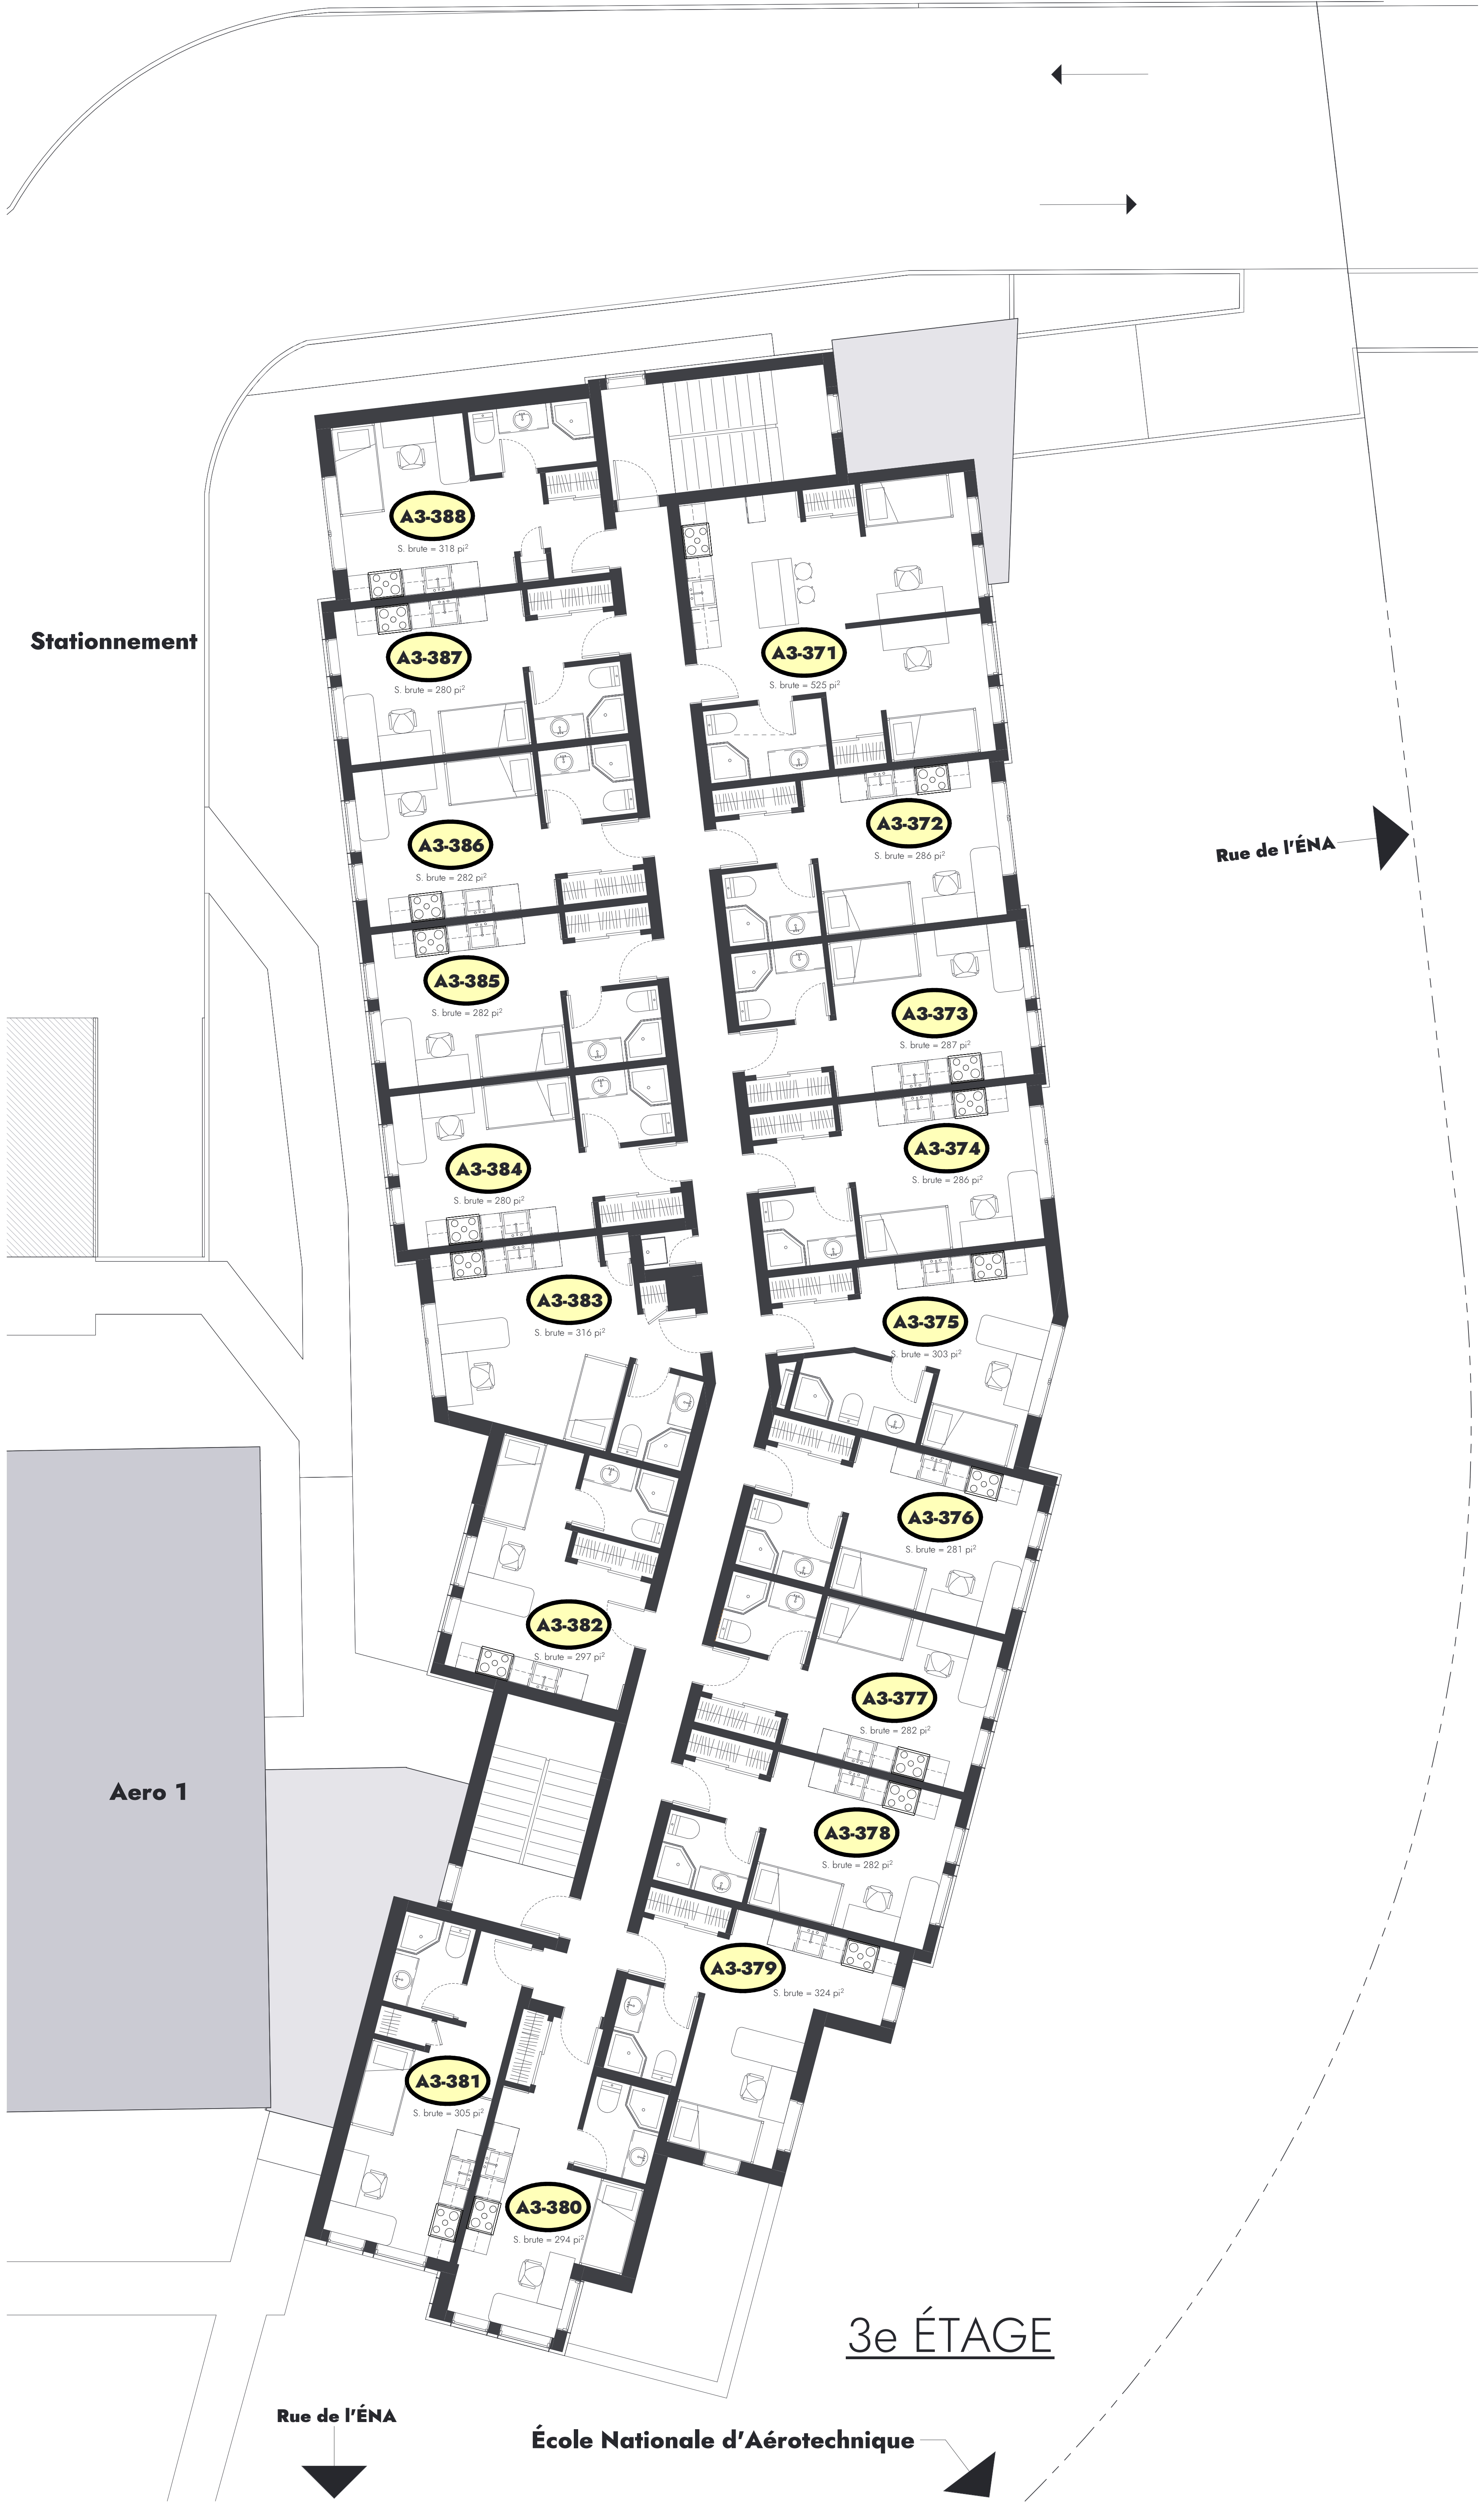 A3-388
S. brute = 318 pi²
Stationnement
A3-387
S. brute = 280 pi²
A3-371
S. brute = 525 pi²
A3-386
S. brute = 282 pi²
A3-372
S. brute = 286 pi²
Rue de l'ÉNA
A3-385
S. brute = 282 pi²
A3-373
S. brute = 287 pi²
A3-384
S. brute = 280 pi²
A3-374
S. brute = 286 pi²
A3-383
S. brute = 316 pi²
A3-375
S. brute = 303 pi²
A3-376
S. brute = 281 pi²
A3-382
S. brute = 297 pi²
A3-377
S. brute = 282 pi²
Aero 1
A3-378
S. brute = 282 pi²
A3-379
S. brute = 324 pi²
A3-381
S. brute = 305 pi²
A3-380
S. brute = 294 pi²
3e ÉTAGE
Rue de l'ÉNA
École Nationale d'Aérotechnique